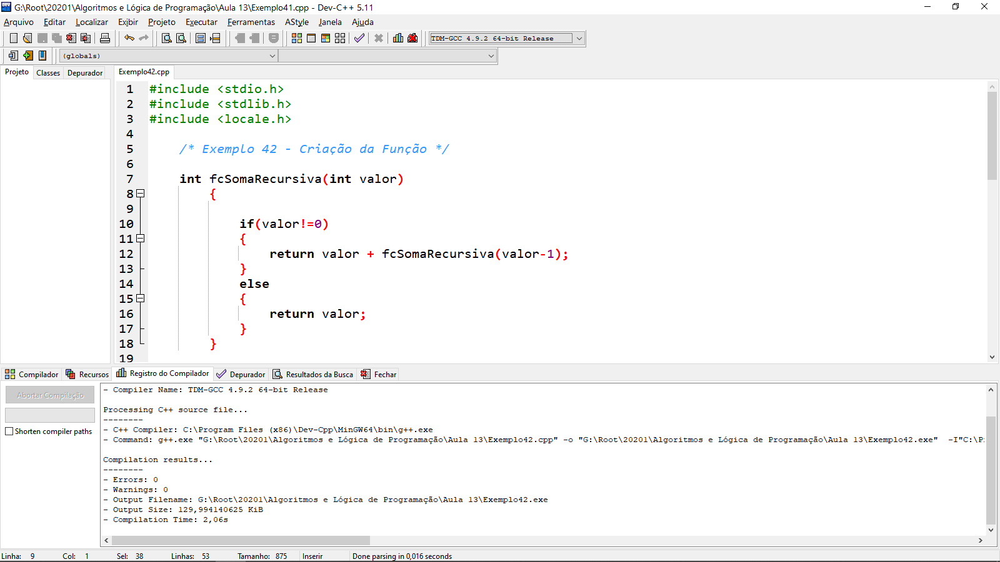 G:\Root\20201\Algoritmos e Lógica de Programação\Aula 13\Exemplo41.cpp - Dev-C++ 5.11
Arquivo Editar Localizar Exibir Projeto Executar Ferramentas AStyle Janela Ajuda
TDM-GCC 4.9.2 64-bit Release
(globals)
Projeto Classes Depurador Exemplo42.cpp
1 #include <stdio.h>
2 #include <stdlib.h>
3 #include <locale.h>
4
5 /* Exemplo 42 - Criação da Função */
6
7 int fcSomaRecursiva(int valor)
8 {
9
10 if(valor!=0)
11 {
12 return valor + fcSomaRecursiva(valor-1);
13 }
14 else
15 {
16 return valor;
17 }
18 }
19
Compilador Recursos Registro do Compilador Depurador Resultados da Busca Fechar
Abortar Compilação
Shorten compiler paths
- Compiler Name: TDM-GCC 4.9.2 64-bit Release
Processing C++ source file...
--------
- C++ Compiler: C:\Program Files (x86)\Dev-Cpp\MinGW64\bin\g++.exe
- Command: g++.exe "G:\Root\20201\Algoritmos e Lógica de Programação\Aula 13\Exemplo42.cpp" -o "G:\Root\20201\Algoritmos e Lógica de Programação\Aula 13\Exemplo42.exe" -I"C:\P
Compilation results...
--------
- Errors: 0
- Warnings: 0
- Output Filename: G:\Root\20201\Algoritmos e Lógica de Programação\Aula 13\Exemplo42.exe
- Output Size: 129,994140625 KiB
- Compilation Time: 2,06s
Linha: 9 Col: 1 Sel: 38 Linhas: 53 Tamanho: 875 Inserir Done parsing in 0,016 seconds